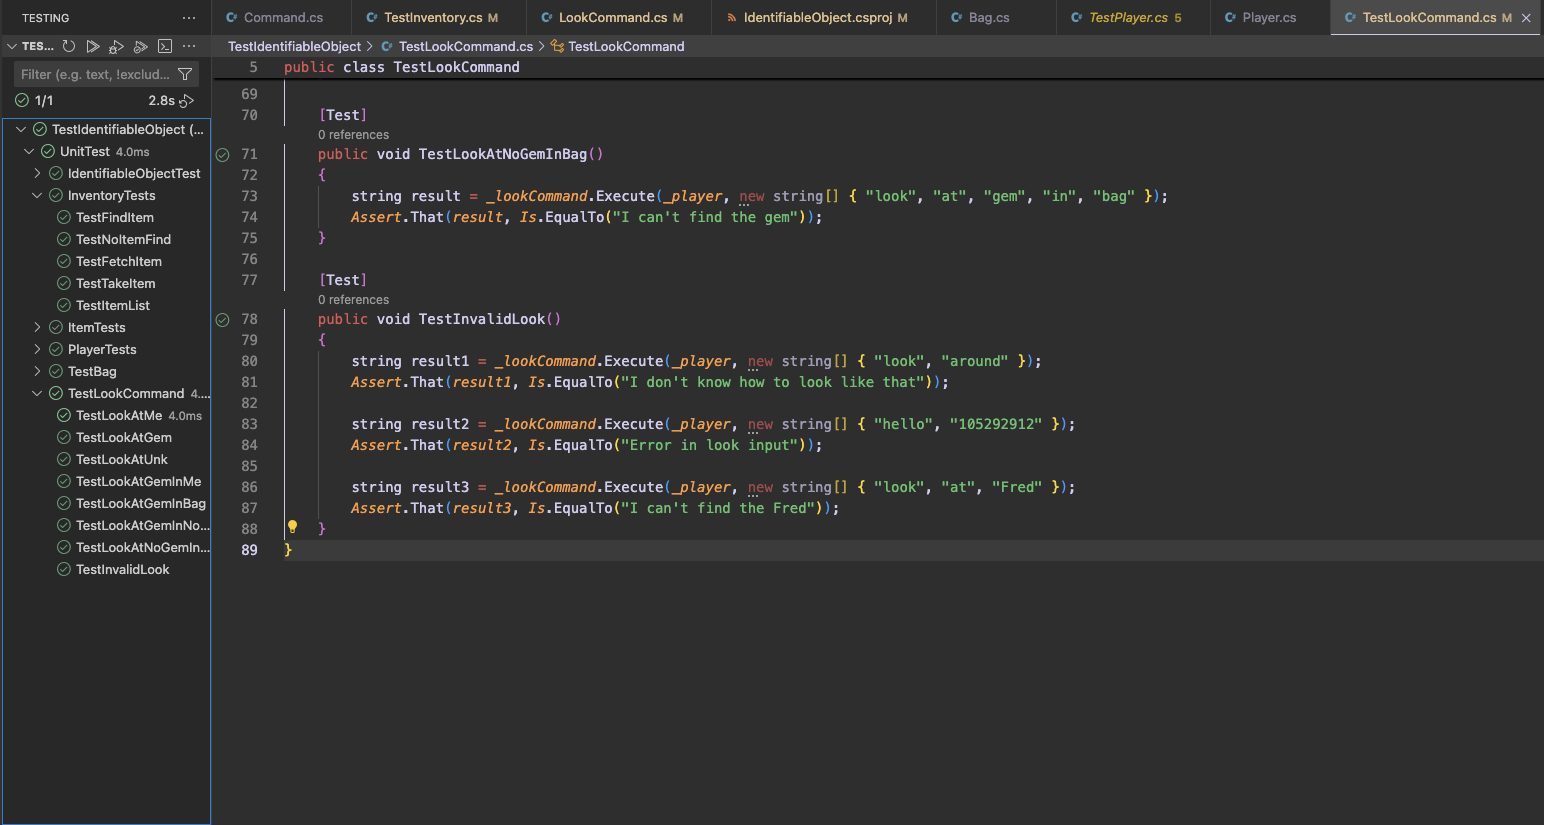 TESTING ···
Command.cs
TestInventory.cs M
LookCommand.cs M
IdentifiableObject.csproj M
Bag.cs
TestPlayer.cs 5
Player.cs
TestLookCommand.cs M
TES...
Filter (e.g. text, !exclud...
1/1 2.8s
TestIdentifiableObject (...
UnitTest 4.0ms
IdentifiableObjectTest
InventoryTests
TestFindItem
TestNoItemFind
TestFetchItem
TestTakeItem
TestItemList
ItemTests
PlayerTests
TestBag
TestLookCommand 4....
TestLookAtMe 4.0ms
TestLookAtGem
TestLookAtUnk
TestLookAtGemInMe
TestLookAtGemInBag
TestLookAtGemInNo...
TestLookAtNoGemIn...
TestInvalidLook
TestIdentifiableObject > TestLookCommand.cs > TestLookCommand
5 public class TestLookCommand
69
70 [Test]
0 references
71 public void TestLookAtNoGemInBag()
72 {
73 string result = _lookCommand.Execute(_player, new string[] { "look", "at", "gem", "in", "bag" });
74 Assert.That(result, Is.EqualTo("I can't find the gem"));
75 }
76
77 [Test]
0 references
78 public void TestInvalidLook()
79 {
80 string result1 = _lookCommand.Execute(_player, new string[] { "look", "around" });
81 Assert.That(result1, Is.EqualTo("I don't know how to look like that"));
82
83 string result2 = _lookCommand.Execute(_player, new string[] { "hello", "105292912" });
84 Assert.That(result2, Is.EqualTo("Error in look input"));
85
86 string result3 = _lookCommand.Execute(_player, new string[] { "look", "at", "Fred" });
87 Assert.That(result3, Is.EqualTo("I can't find the Fred"));
88 }
89 }